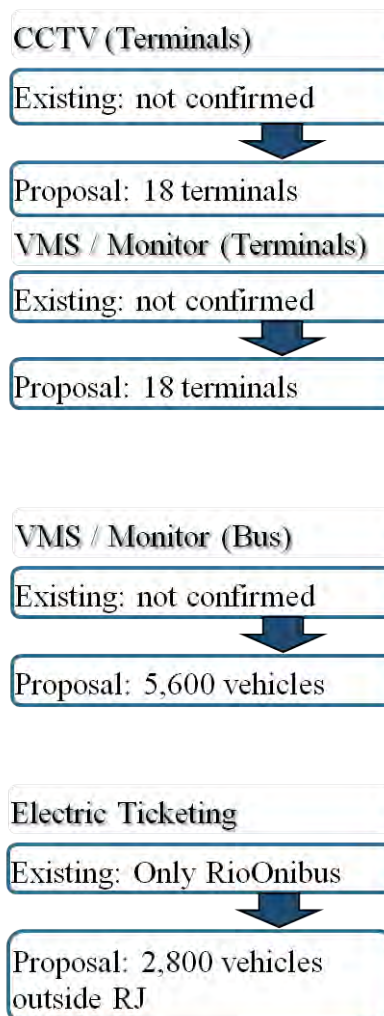 CCTV (Terminals)
Existing: not confirmed
Proposal: 18 terminals
VMS / Monitor (Terminals)
Existing: not confirmed
Proposal: 18 terminals
VMS / Monitor (Bus)
Existing: not confirmed
Proposal: 5,600 vehicles
Electric Ticketing
Existing: Only RioOnibus
Proposal: 2,800 vehicles
outside RJ